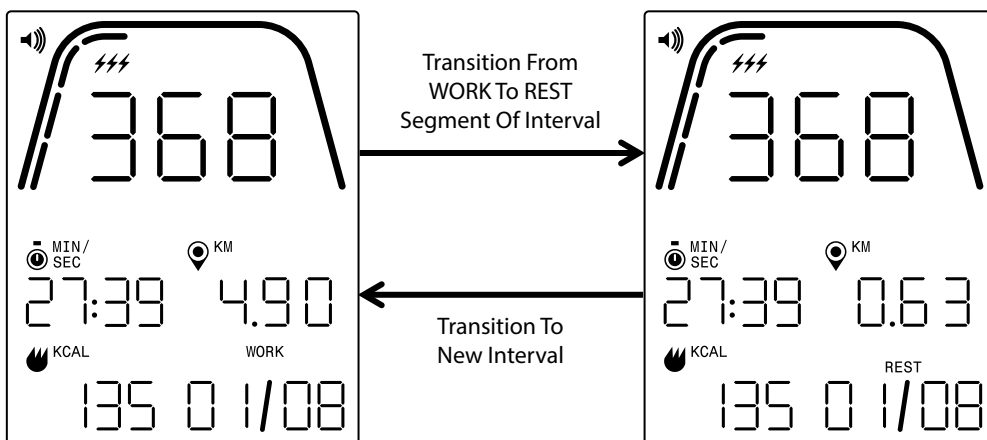 368
MIN/
SEC
KM
27:39
4.90
KCAL
WORK
135
01/08
Transition From
WORK To REST
Segment Of Interval
Transition To
New Interval
368
MIN/
SEC
KM
27:39
0.63
KCAL
REST
135
01/08